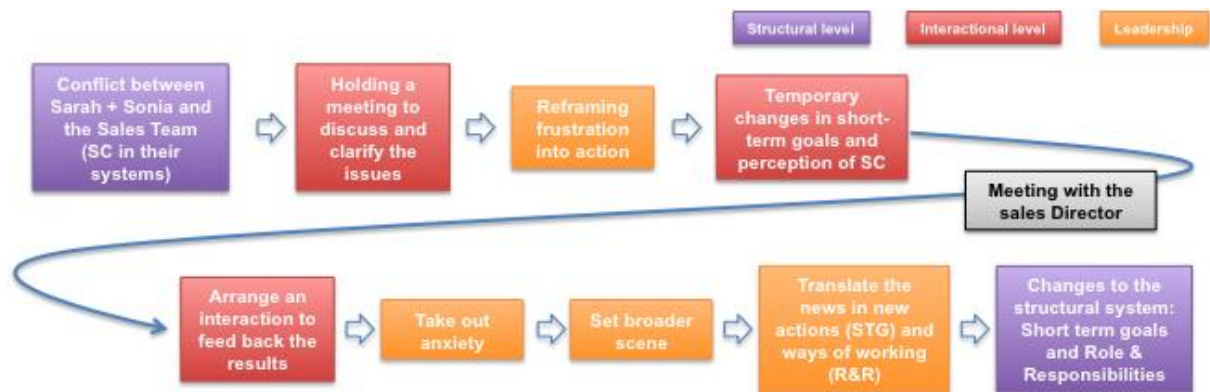 Structural level
Interactional level
Leadership
Conflict between
Sarah + Sonia and
the Sales Team
(SC in their
systems)
Holding a
meeting to
discuss and
clarify the
issues
Reframing
frustration
into action
Temporary
changes in short-
term goals and
perception of SC
Meeting with the
sales Director
Arrange an
interaction to
feed back the
results
Take out
anxiety
Set broader
scene
Translate the
news in new
actions (STG) and
ways of working
(R&R)
Changes to the
structural system:
Short term goals
and Role &
Responsibilities